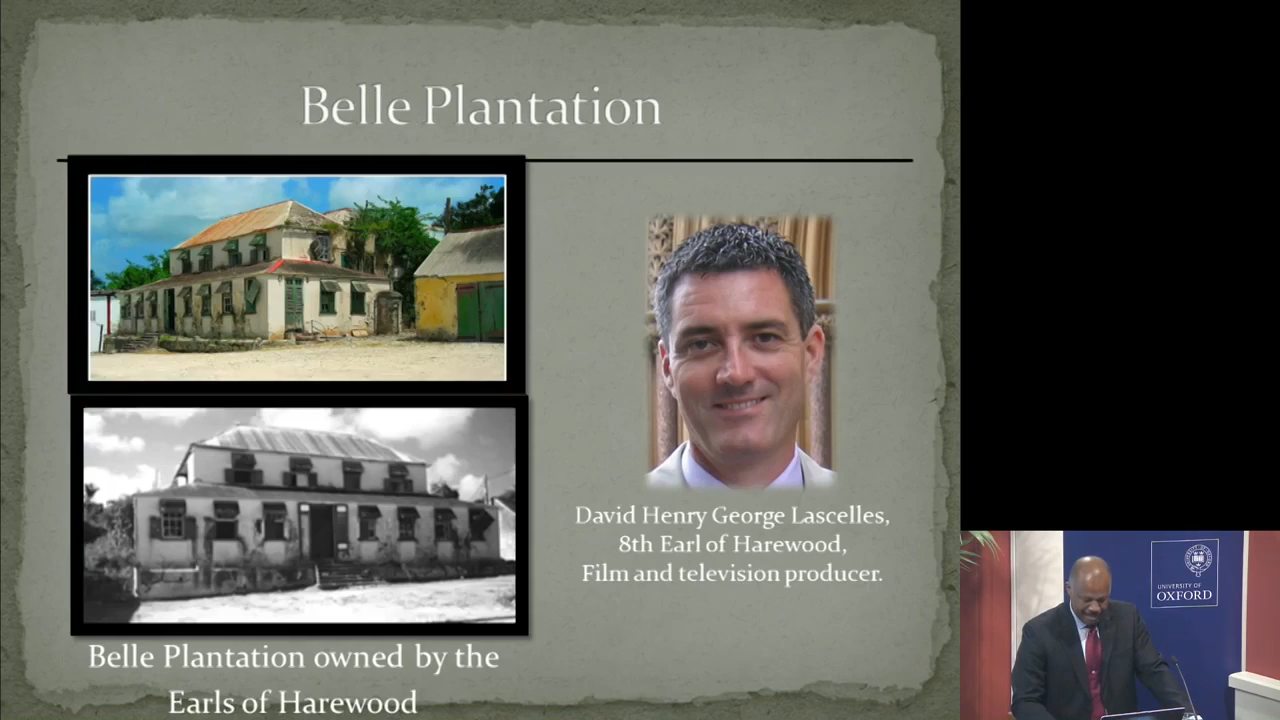 Belle Plantation
David Henry George Lascelles,
8th Earl of Harewood,
Film and television producer.
Belle Plantation owned by the
Earls of Harewood
UNIVERSITY OF
OXFORD